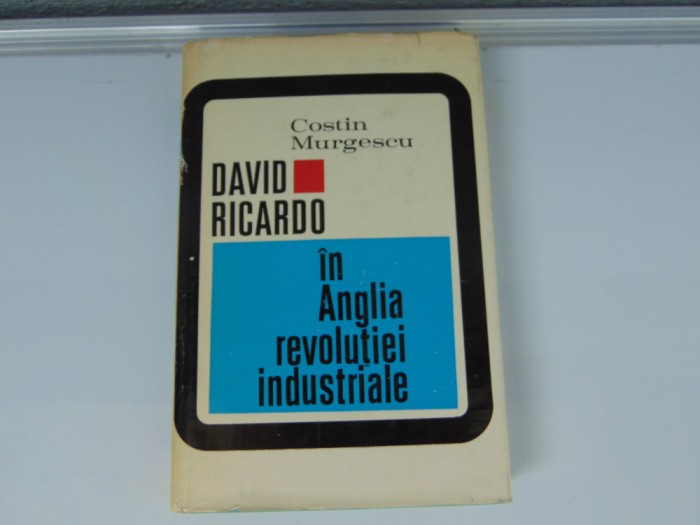 Costin
Murgescu
DAVID
RICARDO
în
Anglia
revoluției
industriale